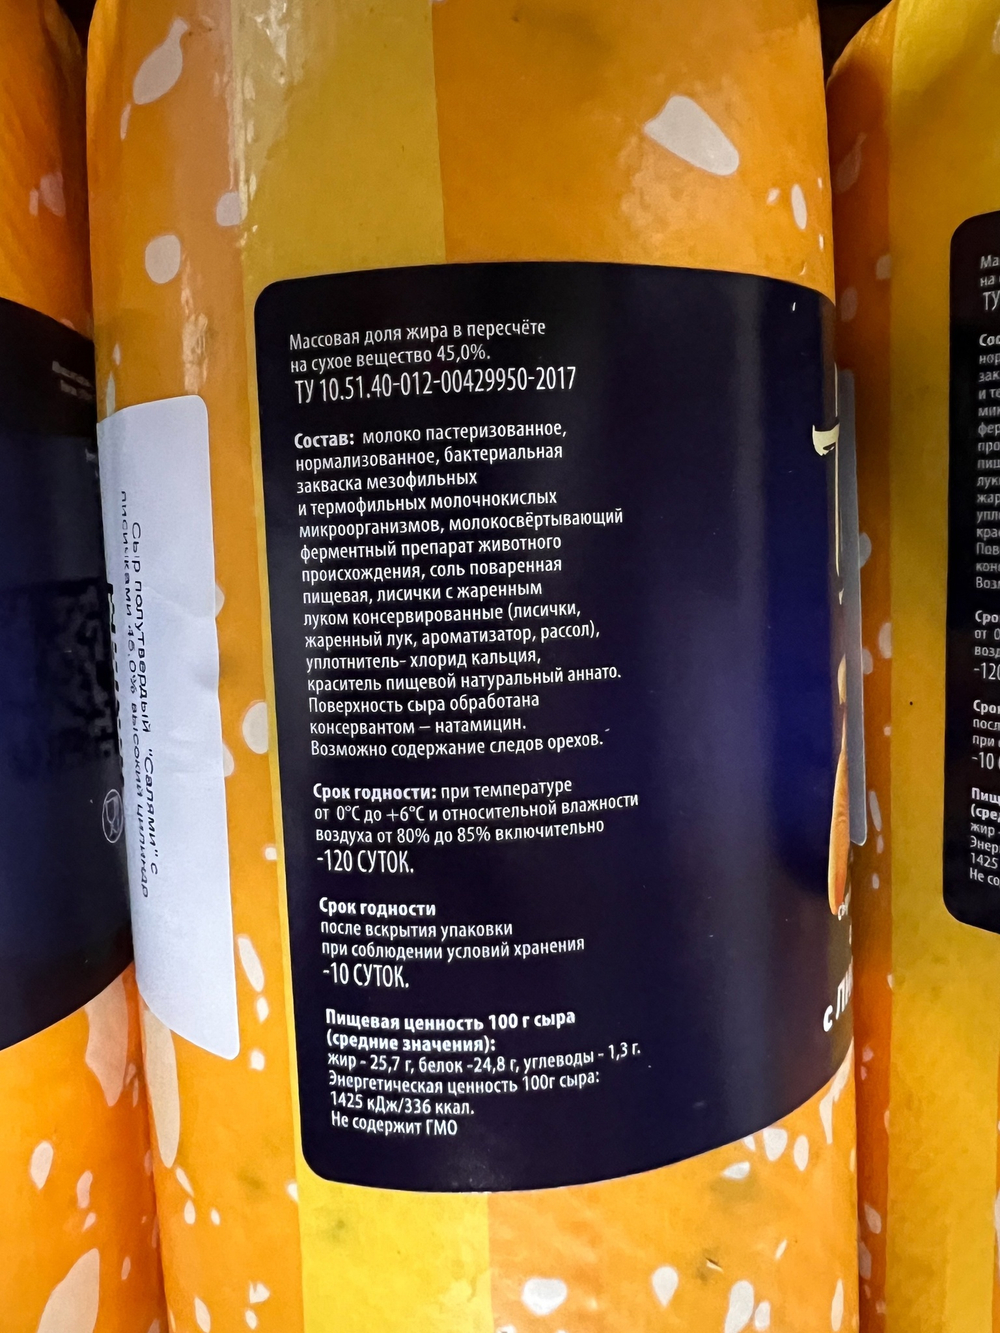 Массовая доля жира в пересчёте
на сухое вещество 45,0%.
ТУ 10.51.40-012-00429950-2017
Состав: молоко пастеризованное,
нормализованное, бактериальная
закваска мезофильных
и термофильных молочнокислых
микроорганизмов, молокосвёртывающий
ферментный препарат животного
происхождения, соль поваренная
пищевая, лисички с жаренным
луком консервированные (лисички,
жаренный лук, ароматизатор, рассол),
уплотнитель- хлорид кальция,
краситель пищевой натуральный аннато.
Поверхность сыра обработана
консервантом – натамицин.
Возможно содержание следов орехов.
Срок годности: при температуре
от 0°С до +6°С и относительной влажности
воздуха от 80% до 85% включительно
-120 СУТОК.
Срок годности
после вскрытия упаковки
при соблюдении условий хранения
-10 СУТОК.
Пищевая ценность 100 г сыра
(средние значения):
жир - 25,7 г, белок -24,8 г, углеводы - 1,3 г.
Энергетическая ценность 100г сыра:
1425 кДж/336 ккал.
Не содержит ГМО
Сыр полутвердый "Салями" с
лисичками 45.0% высокий цилиндр